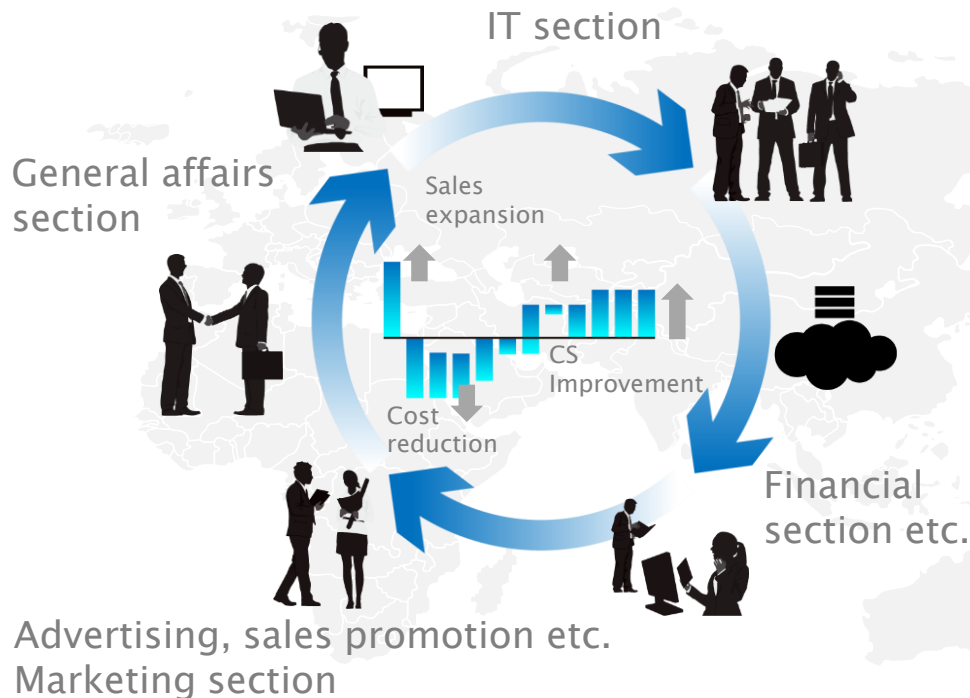 IT section
General affairs
section
Sales
expansion
CS
Improvement
Cost
reduction
Financial
section etc.
Advertising, sales promotion etc.
Marketing section